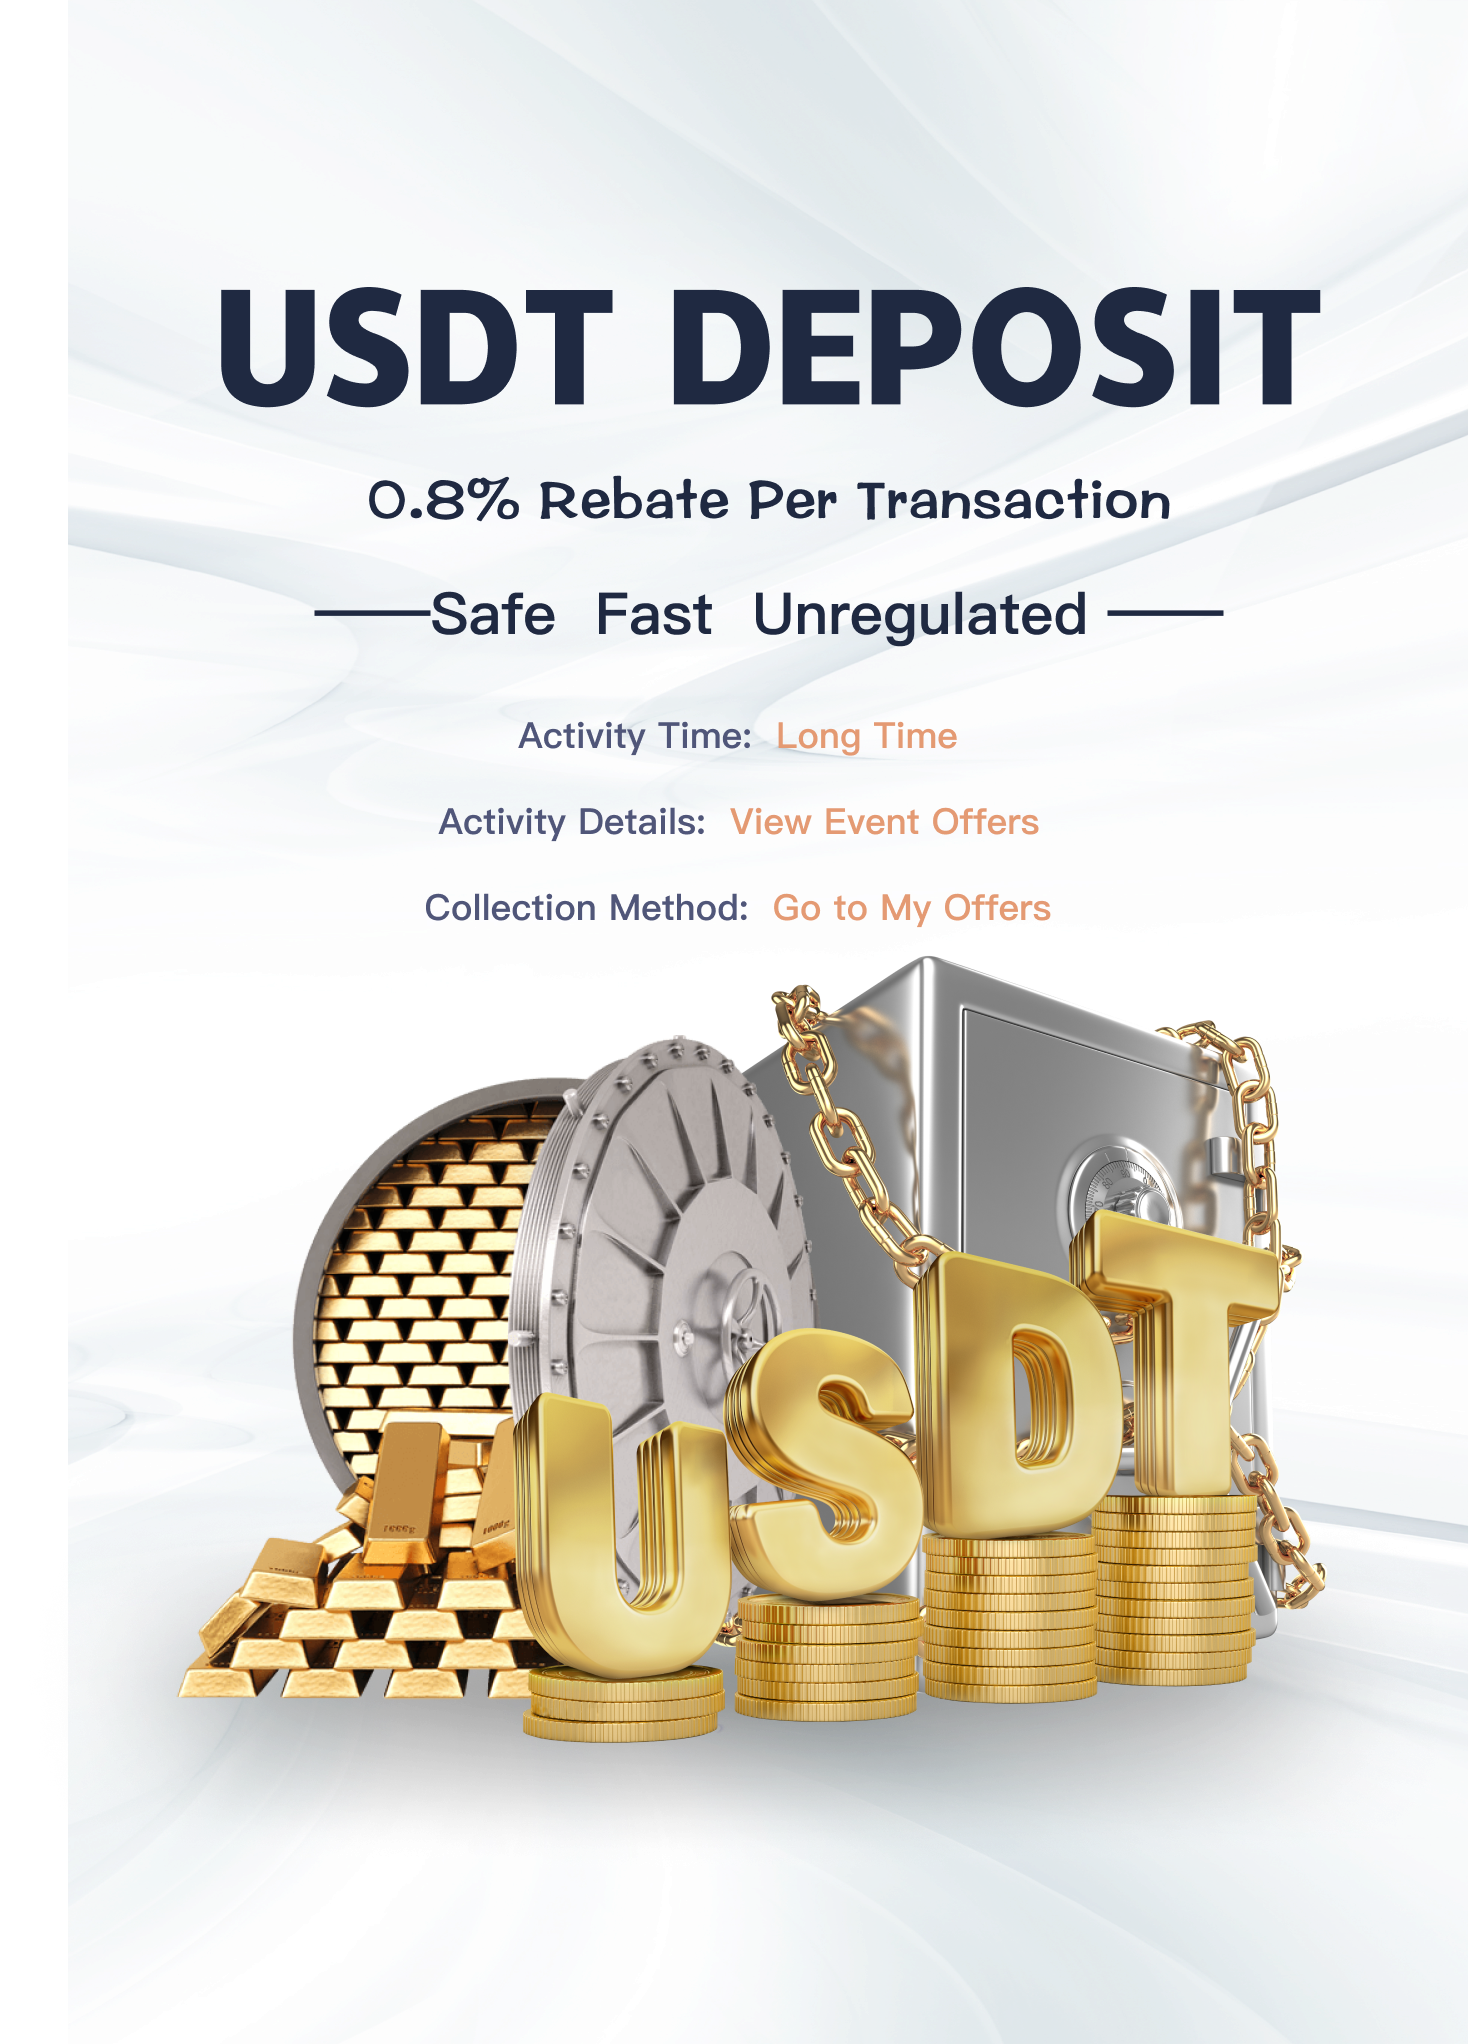 USDT DEPOSIT
0.8% Rebate Per Transaction
Safe Fast Unregulated
Activity Time: Long Time
Activity Details: View Event Offers
Collection Method: Go to My Offers
USDT